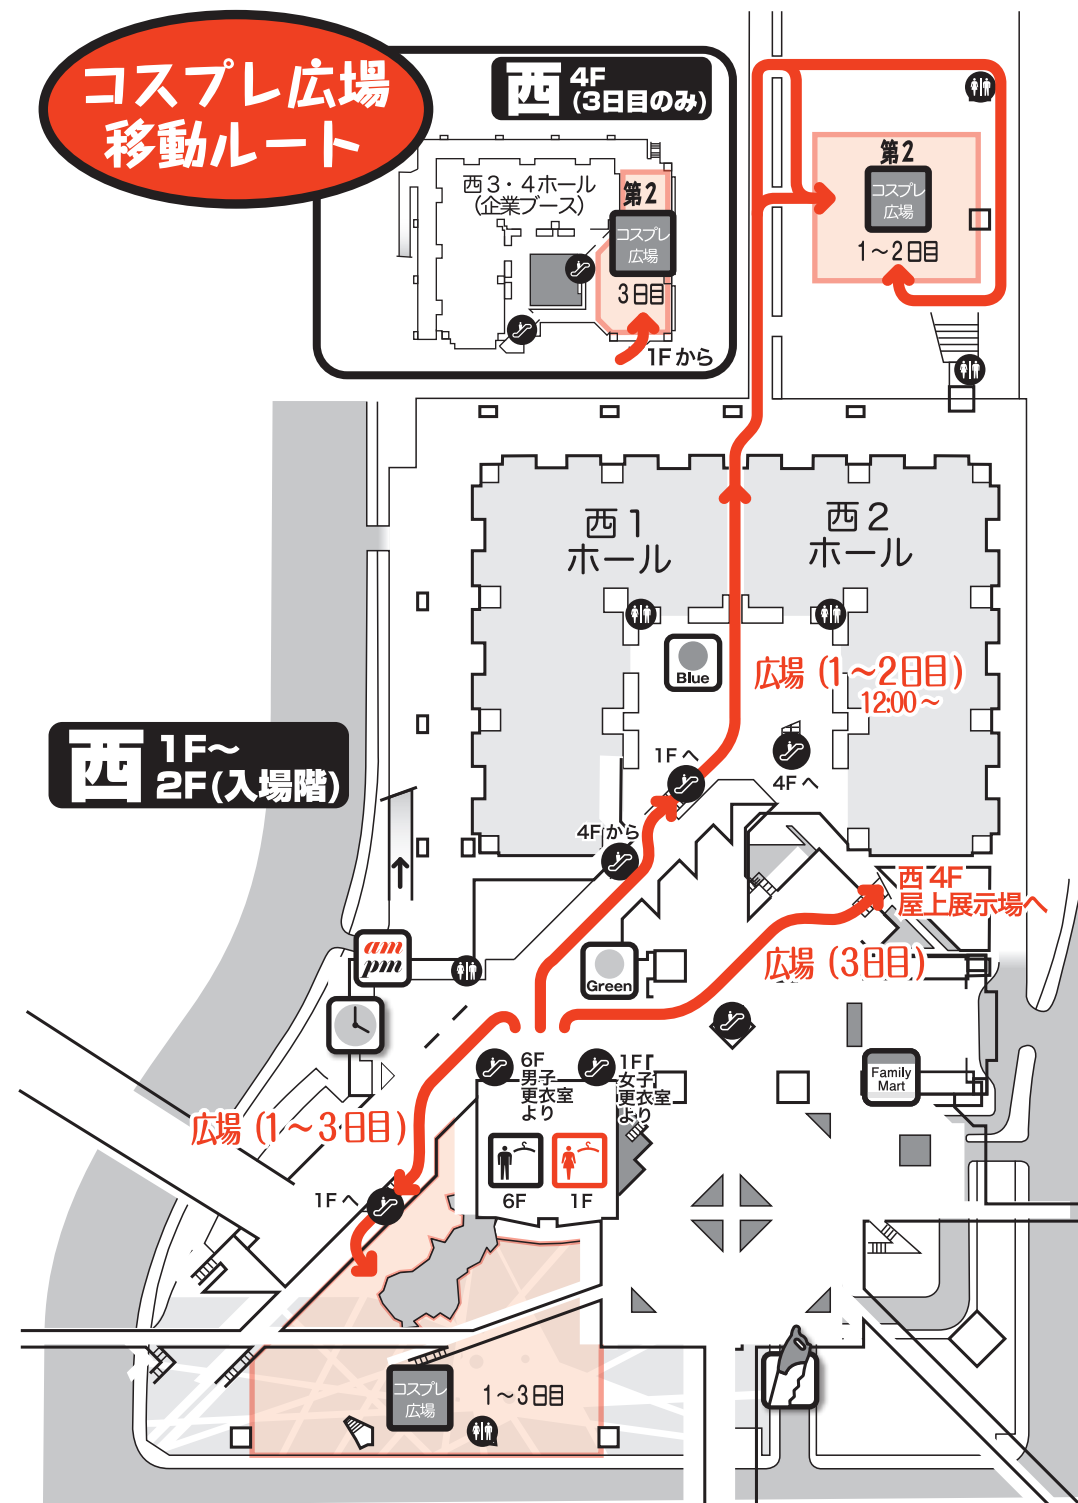 コスプレ広場
移動ルート
西 4F
(3日目のみ)
西3・4ホール
(企業ブース)
第2
コスプレ
広場
3日目
1Fから
第2
コスプレ
広場
1～2日目
西1
ホール
西2
ホール
Blue
広場 (1～2日目)
12:00～
西 1F～
2F(入場階)
1Fへ
4Fへ
4Fから
西4F
屋上展示場へ
am
pm
Green
広場 (3日目)
6F
男子
更衣室
より
1F
女子
更衣室
より
Family
Mart
広場 (1～3日目)
6F
1F
1Fへ
コスプレ
広場
1～3日目